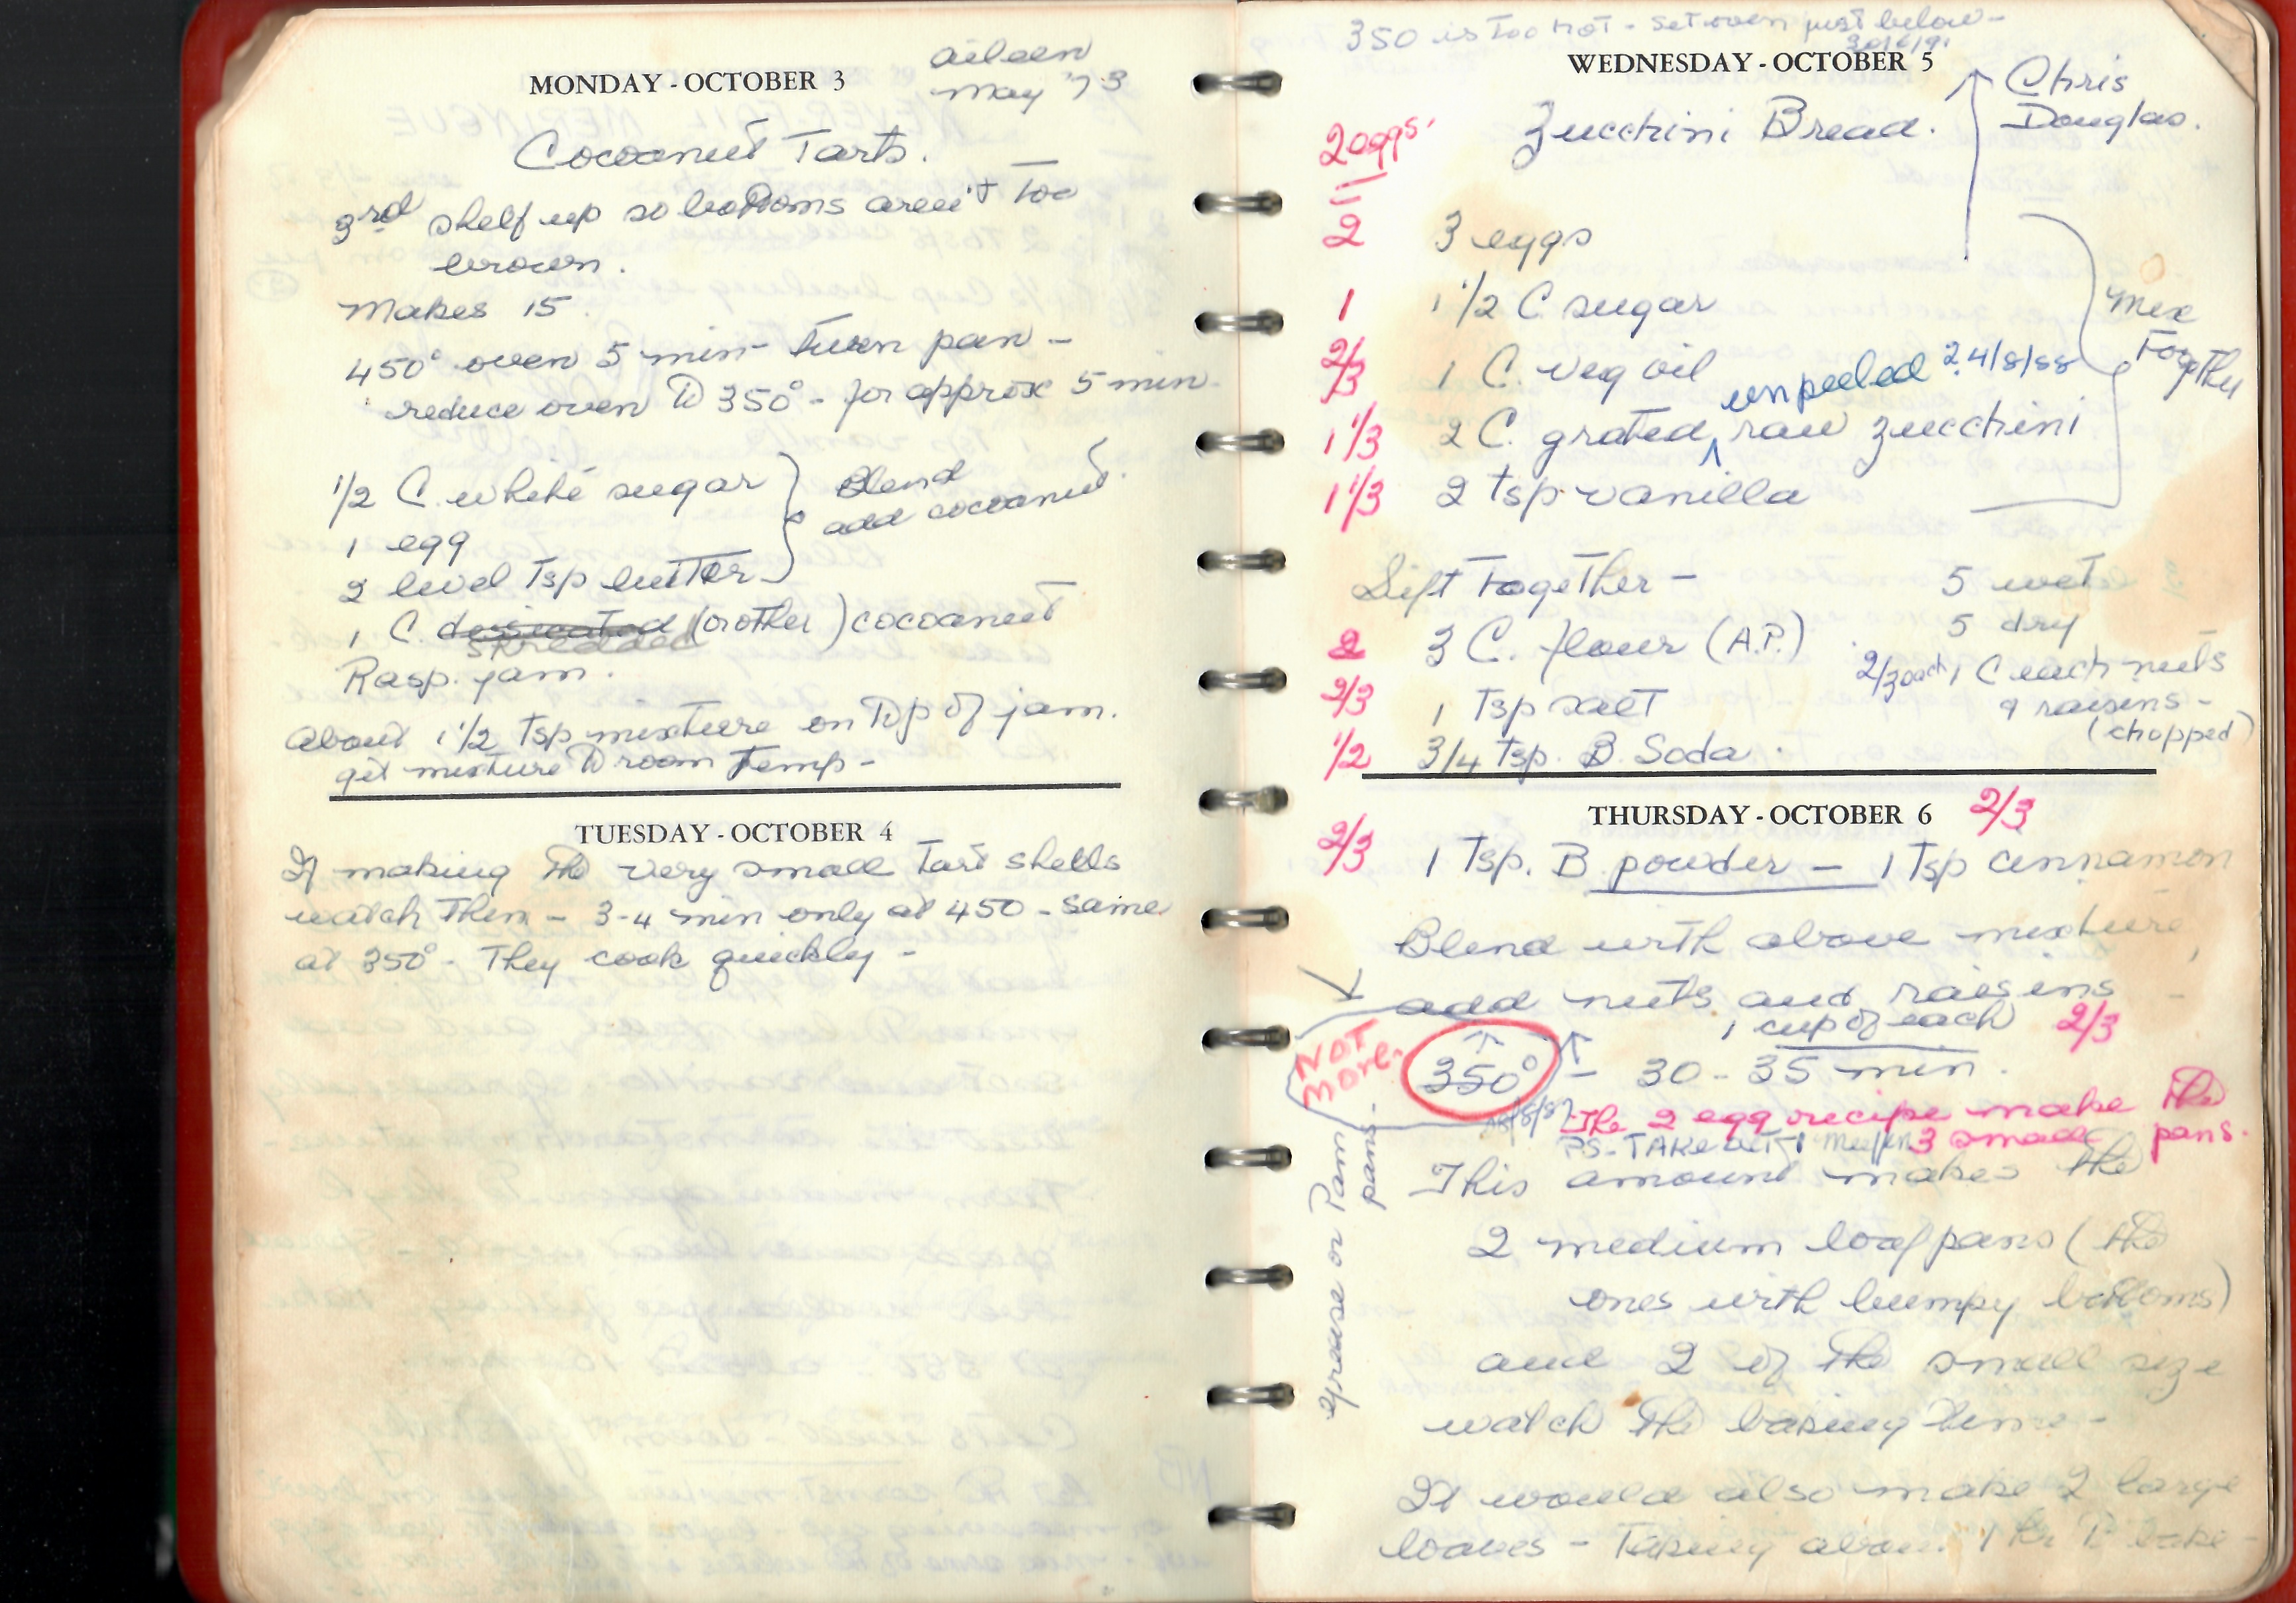 MONDAY - OCTOBER 3
Aileen
May '73
Cocoanut Tarts.
3rd shelf up so bottoms aren't too
brown.
Makes 15.
450° oven 5 min - turn pan -
reduce oven to 350° - for approx 5 min.
1/2 C. white sugar
1 egg
2 level tsp butter
Blend
add cocoanut.
1 C. dessicated (or other) cocoanut
shredded
Rasp. jam.
About 1 1/2 tsp mixture on top of jam.
get mixture to room temp -
TUESDAY - OCTOBER 4
If making the very small tart shells
watch them - 3-4 min only at 450 - same
at 350° - They cook quickly -
350 is too hot - set oven just below -
WEDNESDAY - OCTOBER 5
Chris
Douglas.
Zucchini Bread.
2 eggs.
2 3 eggs
1 1 1/2 C sugar
2/3 1 C. veg oil
unpeeled 24/8/88
1 1/3 2 C. grated ^ raw zucchini
1 1/3 2 tsp vanilla
Mix
Together
Sift together -
5 wet
5 dry
2 3 C. flour (A.P.)
2/3 each 1 C each nuts
& raisins -
(chopped)
2/3 1 tsp salt
1/2 3/4 tsp. B. Soda.
THURSDAY - OCTOBER 6
2/3
2/3 1 Tsp. B. powder - 1 tsp cinnamon
Blend with above mixture,
add nuts and raisins -
1 cup of each 2/3
NOT
MORE.
350° - 30 - 35 min.
The 2 egg recipe make the
3 small pans.
PS - TAKE OUT 1
This amount makes the
2 medium loaf pans (the
ones with bumpy bottoms)
and 2 of the small size
watch the baking time -
It would also make 2 large
loaves - Taking about 1 hr to bake -
grease or Pam
pans.